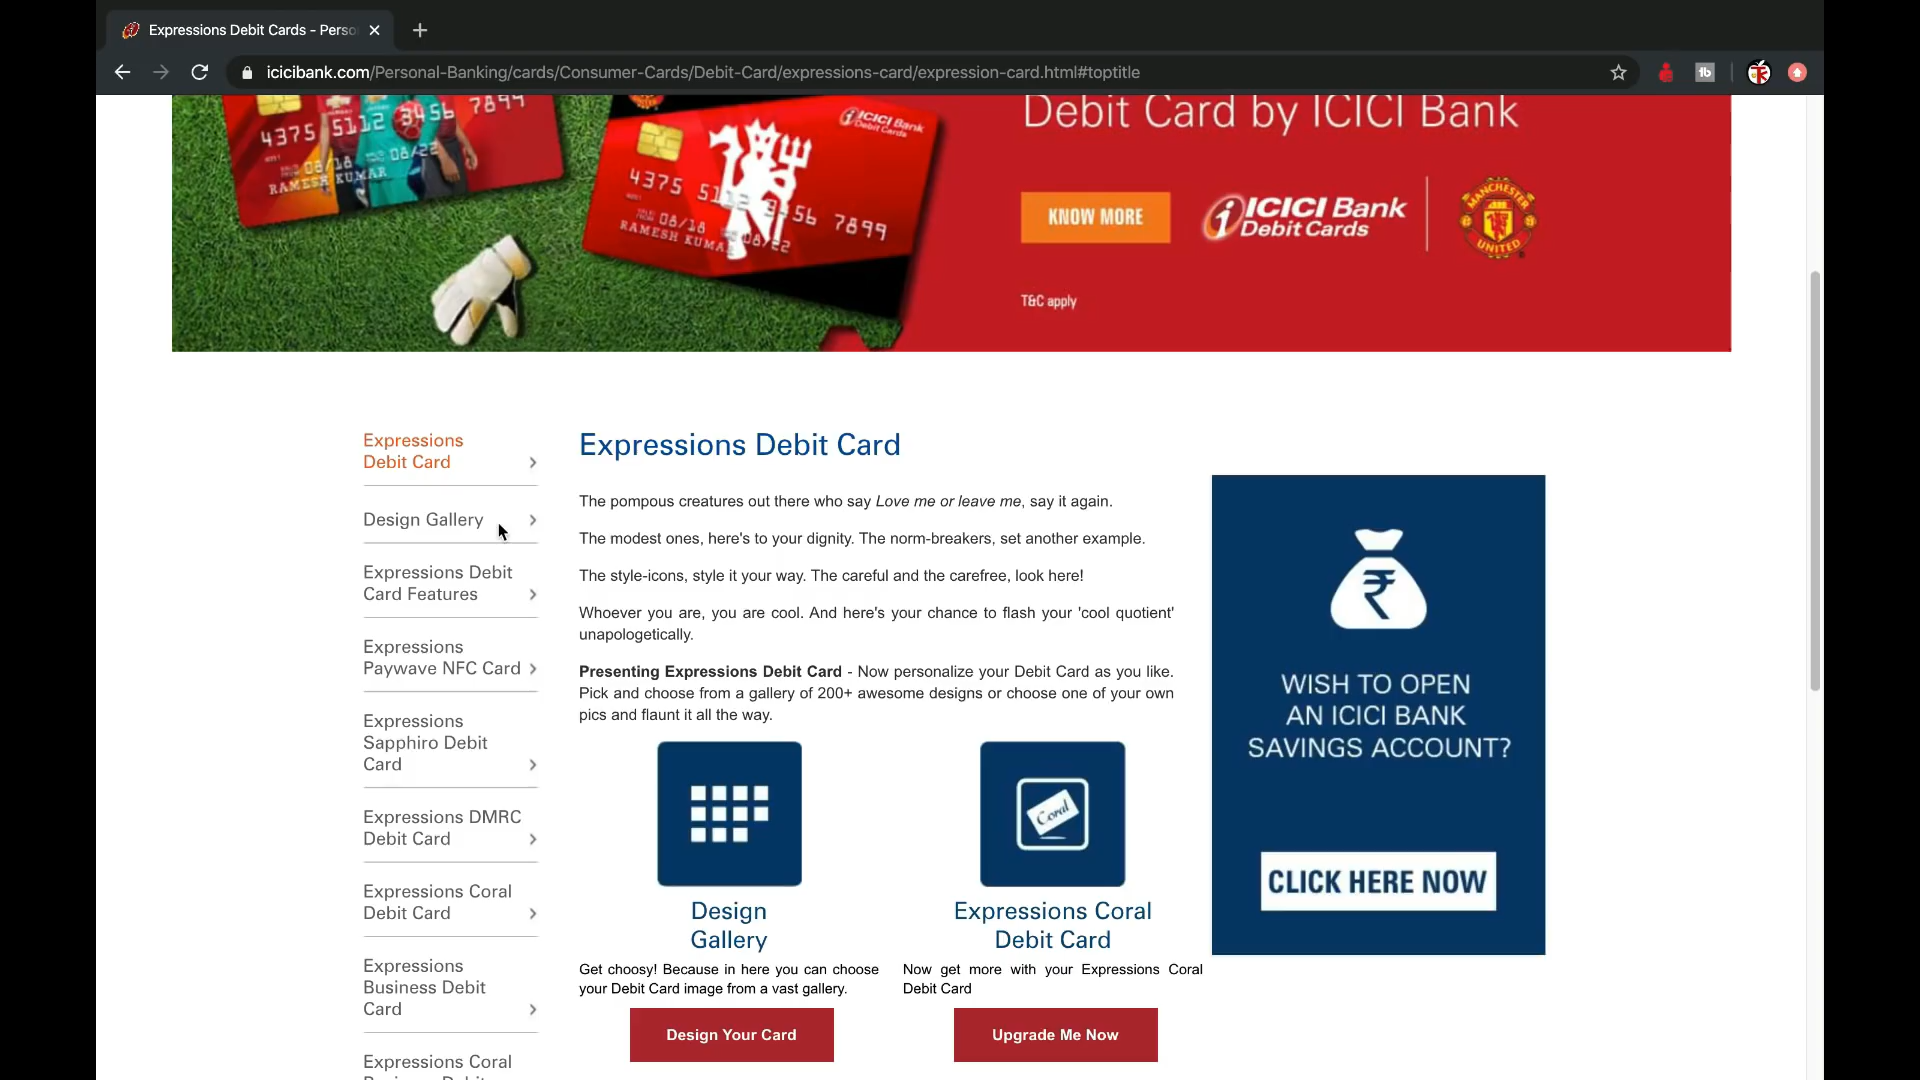 Expressions Debit Cards - Perso
icicibank.com/Personal-Banking/cards/Consumer-Cards/Debit-Card/expressions-card/expression-card.html#toptitle
Debit Card by ICICI Bank
4375 5112 3456 7899
08/18 08/22
RAMESH KUMAR
ICICI Bank
Debit Cards
4375 5112 3456 7899
08/18 08/22
RAMESH KUMAR
KNOW MORE
ICICI Bank
Debit Cards
MANCHESTER
UNITED
T&C apply
Expressions
Debit Card
Design Gallery
Expressions Debit
Card Features
Expressions
Paywave NFC Card
Expressions
Sapphiro Debit
Card
Expressions DMRC
Debit Card
Expressions Coral
Debit Card
Expressions
Business Debit
Card
Expressions Coral
Expressions Debit Card
The pompous creatures out there who say Love me or leave me, say it again.
The modest ones, here's to your dignity. The norm-breakers, set another example.
The style-icons, style it your way. The careful and the carefree, look here!
Whoever you are, you are cool. And here's your chance to flash your 'cool quotient'
unapologetically.
Presenting Expressions Debit Card - Now personalize your Debit Card as you like.
Pick and choose from a gallery of 200+ awesome designs or choose one of your own
pics and flaunt it all the way.
Coral
Design
Gallery
Get choosy! Because in here you can choose
your Debit Card image from a vast gallery.
Design Your Card
Expressions Coral
Debit Card
Now get more with your Expressions Coral
Debit Card
Upgrade Me Now
₹
WISH TO OPEN
AN ICICI BANK
SAVINGS ACCOUNT?
CLICK HERE NOW